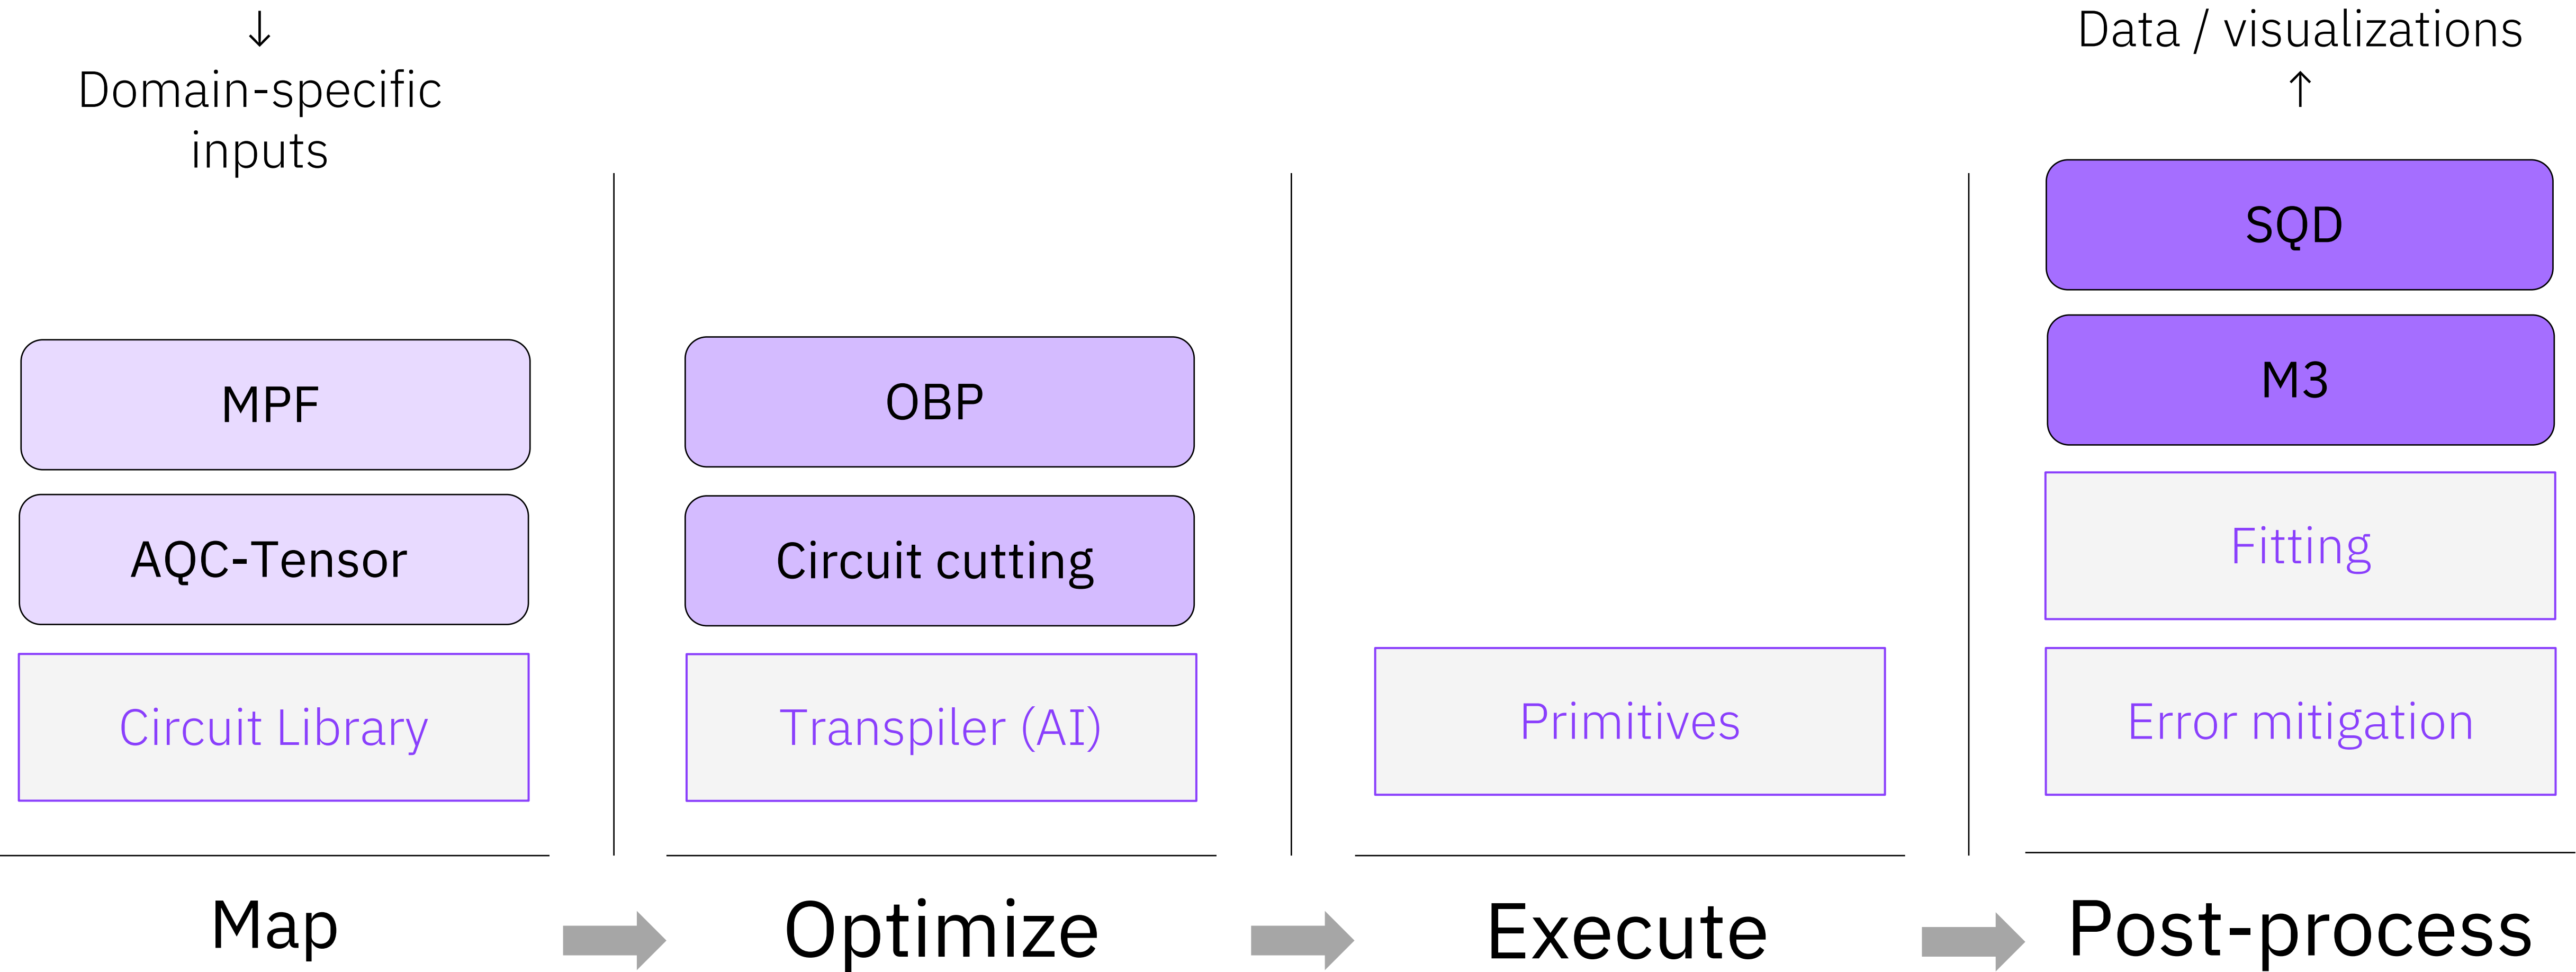 ↓
Domain-specific
inputs
MPF
AQC-Tensor
Circuit Library
Map
OBP
Circuit cutting
Transpiler (AI)
Optimize
Primitives
Execute
Data / visualizations
↑
SQD
M3
Fitting
Error mitigation
Post-process